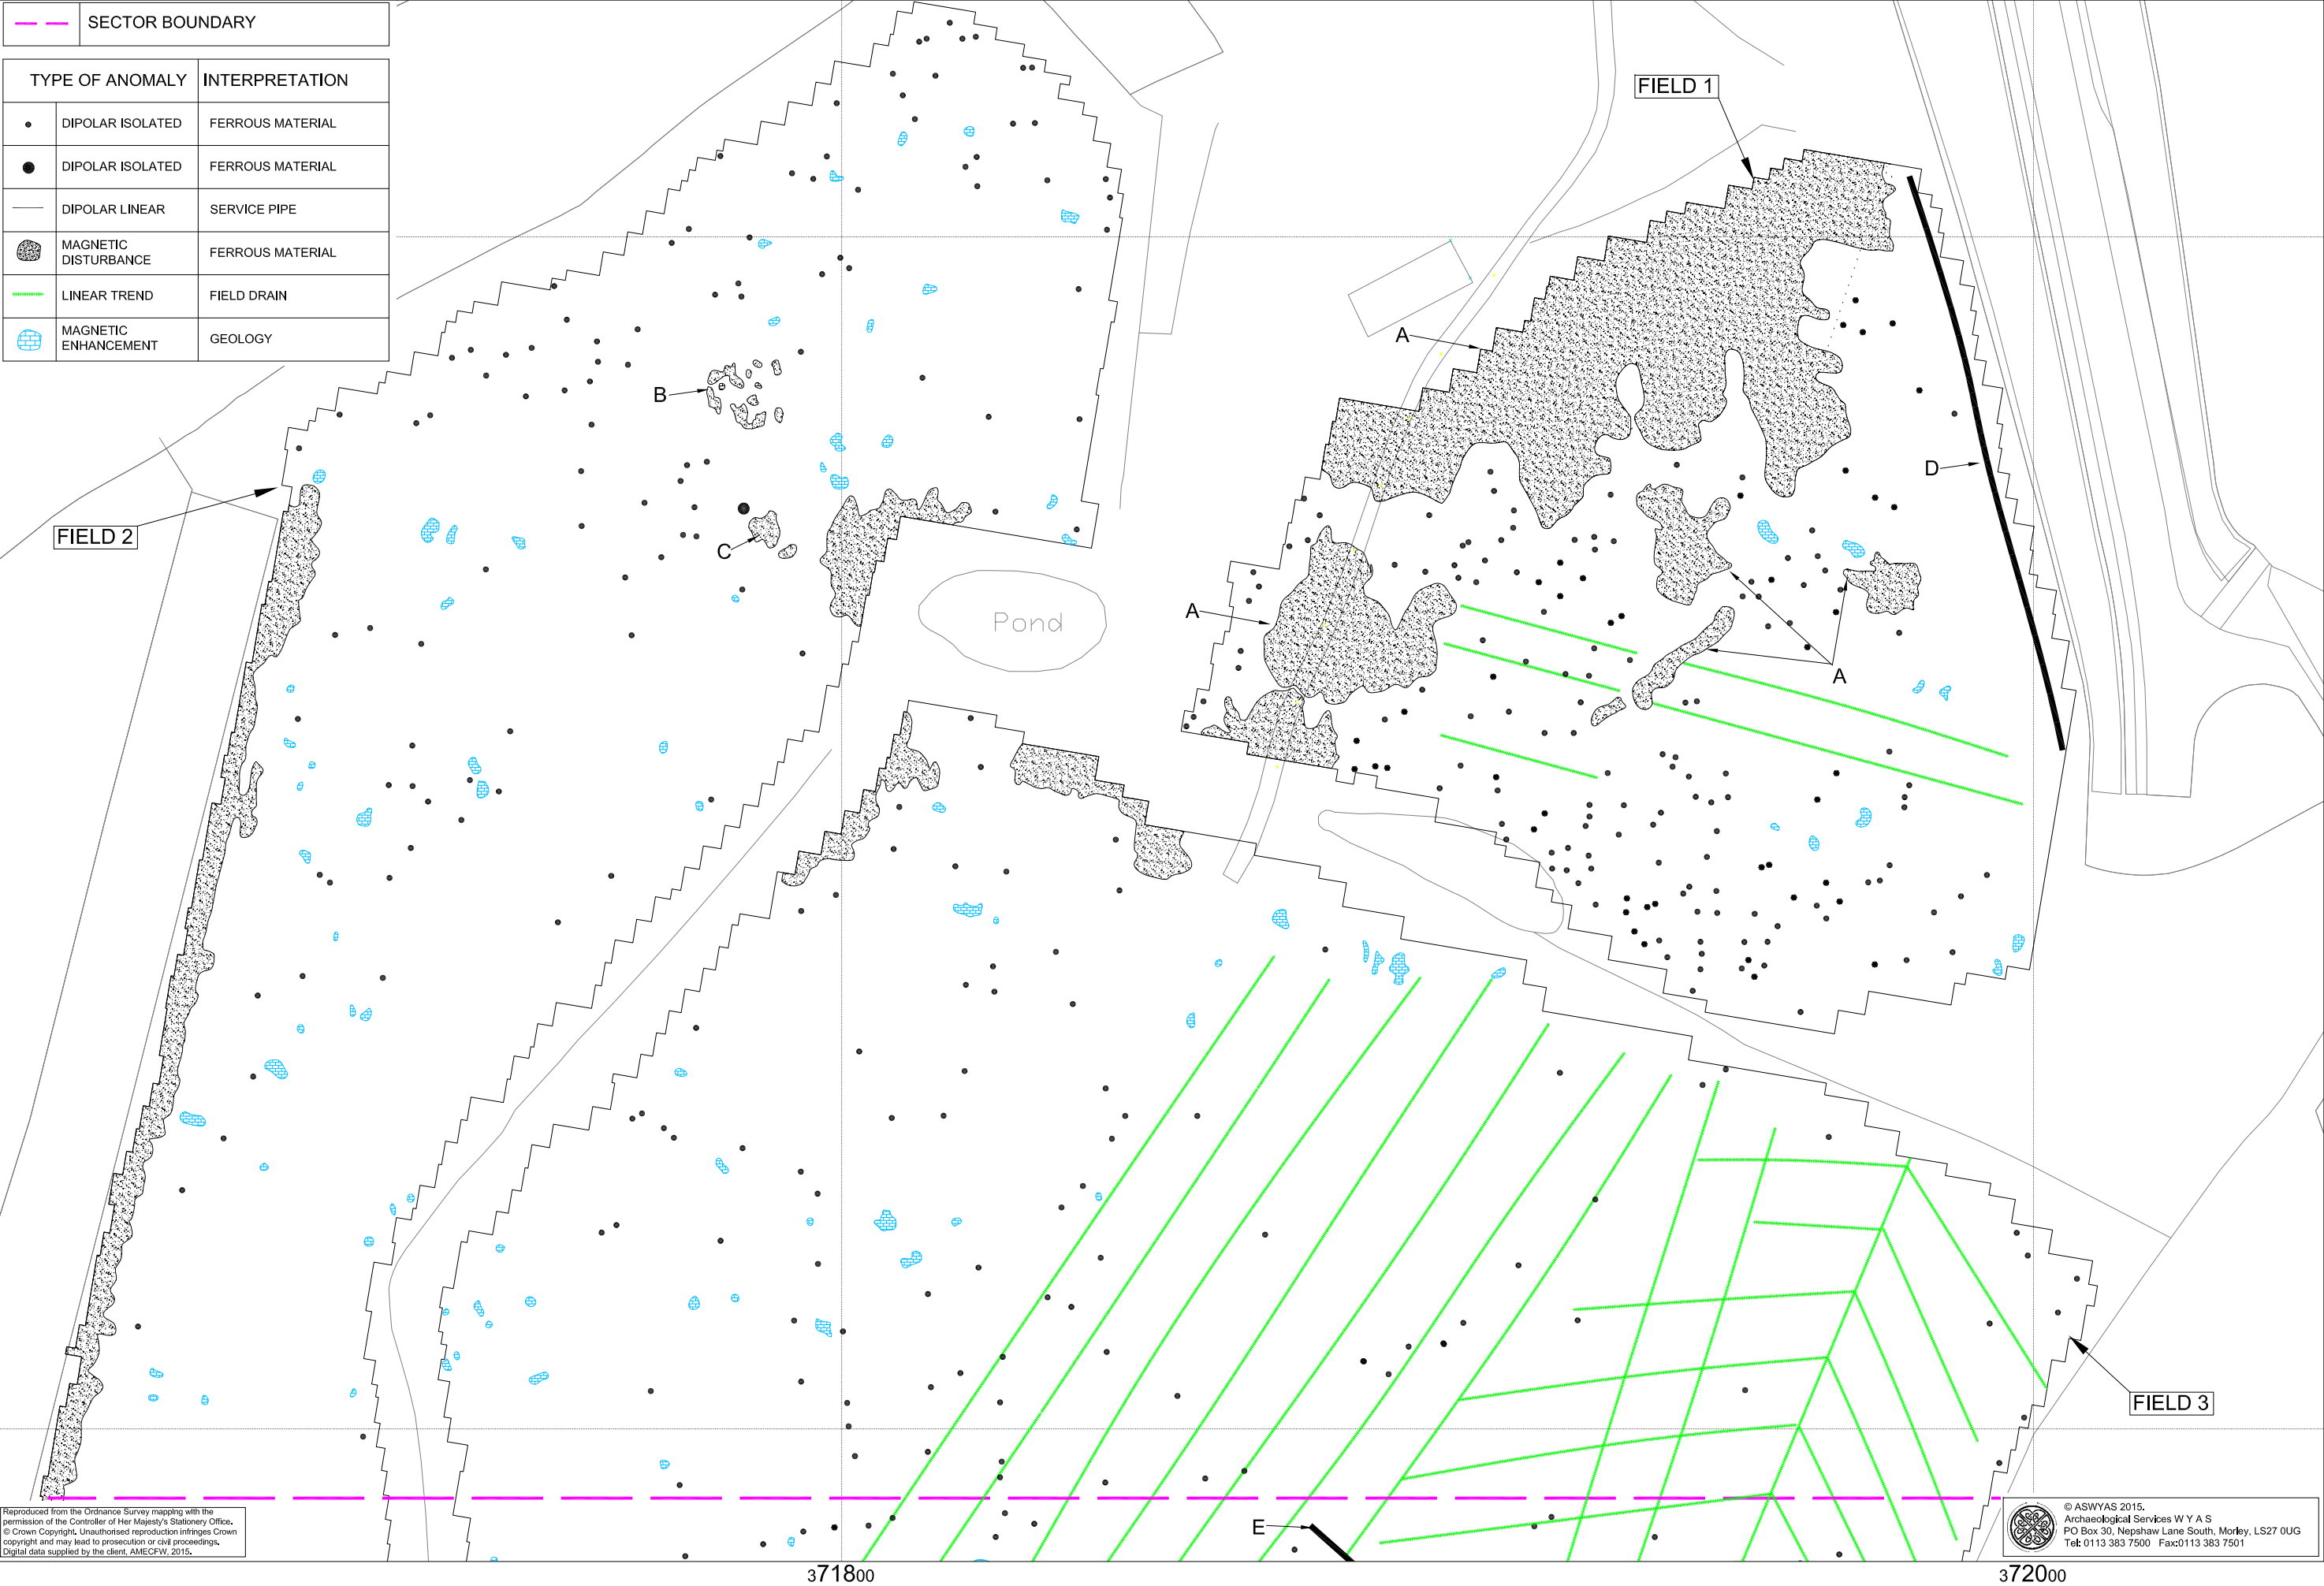 SECTOR BOUNDARY
TYPE OF ANOMALY INTERPRETATION
DIPOLAR ISOLATED FERROUS MATERIAL
DIPOLAR ISOLATED FERROUS MATERIAL
DIPOLAR LINEAR SERVICE PIPE
MAGNETIC
DISTURBANCE FERROUS MATERIAL
LINEAR TREND FIELD DRAIN
MAGNETIC
ENHANCEMENT GEOLOGY
FIELD 1
A
B
D
FIELD 2
C
A
Pond
A
FIELD 3
E
Reproduced from the Ordnance Survey mapping with the
permission of the Controller of Her Majesty's Stationery Office.
© Crown Copyright. Unauthorised reproduction infringes Crown
copyright and may lead to prosecution or civil proceedings.
Digital data supplied by the client, AMECFW, 2015.
© ASWYAS 2015.
Archaeological Services W Y A S
PO Box 30, Nepshaw Lane South, Morley, LS27 0UG
Tel: 0113 383 7500 Fax:0113 383 7501
371800
372000